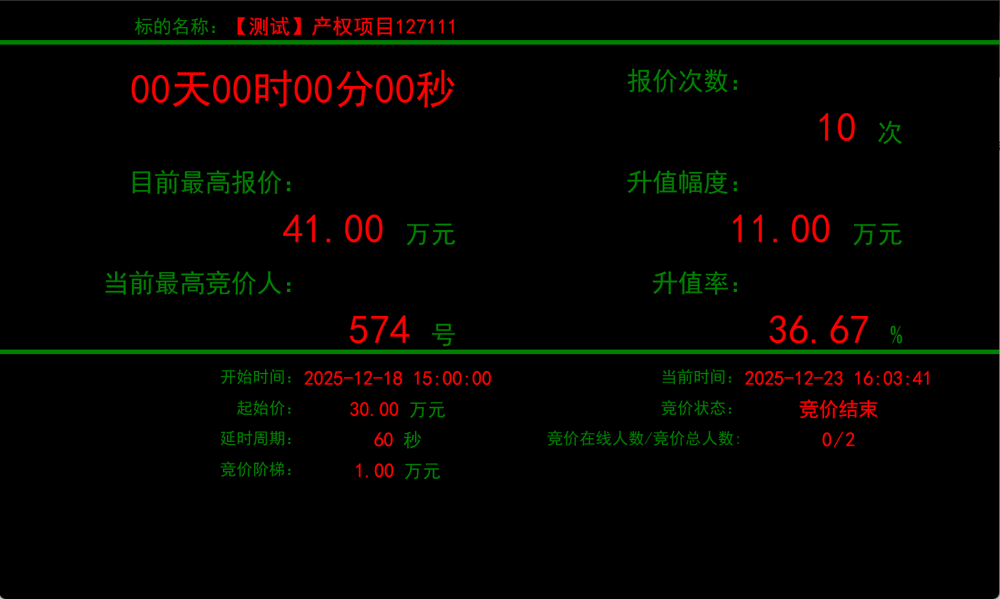 标的名称：【测试】产权项目127111
00天00时00分00秒
报价次数：
10 次
目前最高报价：
41.00 万元
升值幅度：
11.00 万元
当前最高竞价人：
574 号
升值率：
36.67 %
开始时间：2025-12-18 15:00:00
当前时间：2025-12-23 16:03:41
起始价：30.00 万元
竞价状态：竞价结束
延时周期：60 秒
竞价在线人数/竞价总人数：0/2
竞价阶梯：1.00 万元